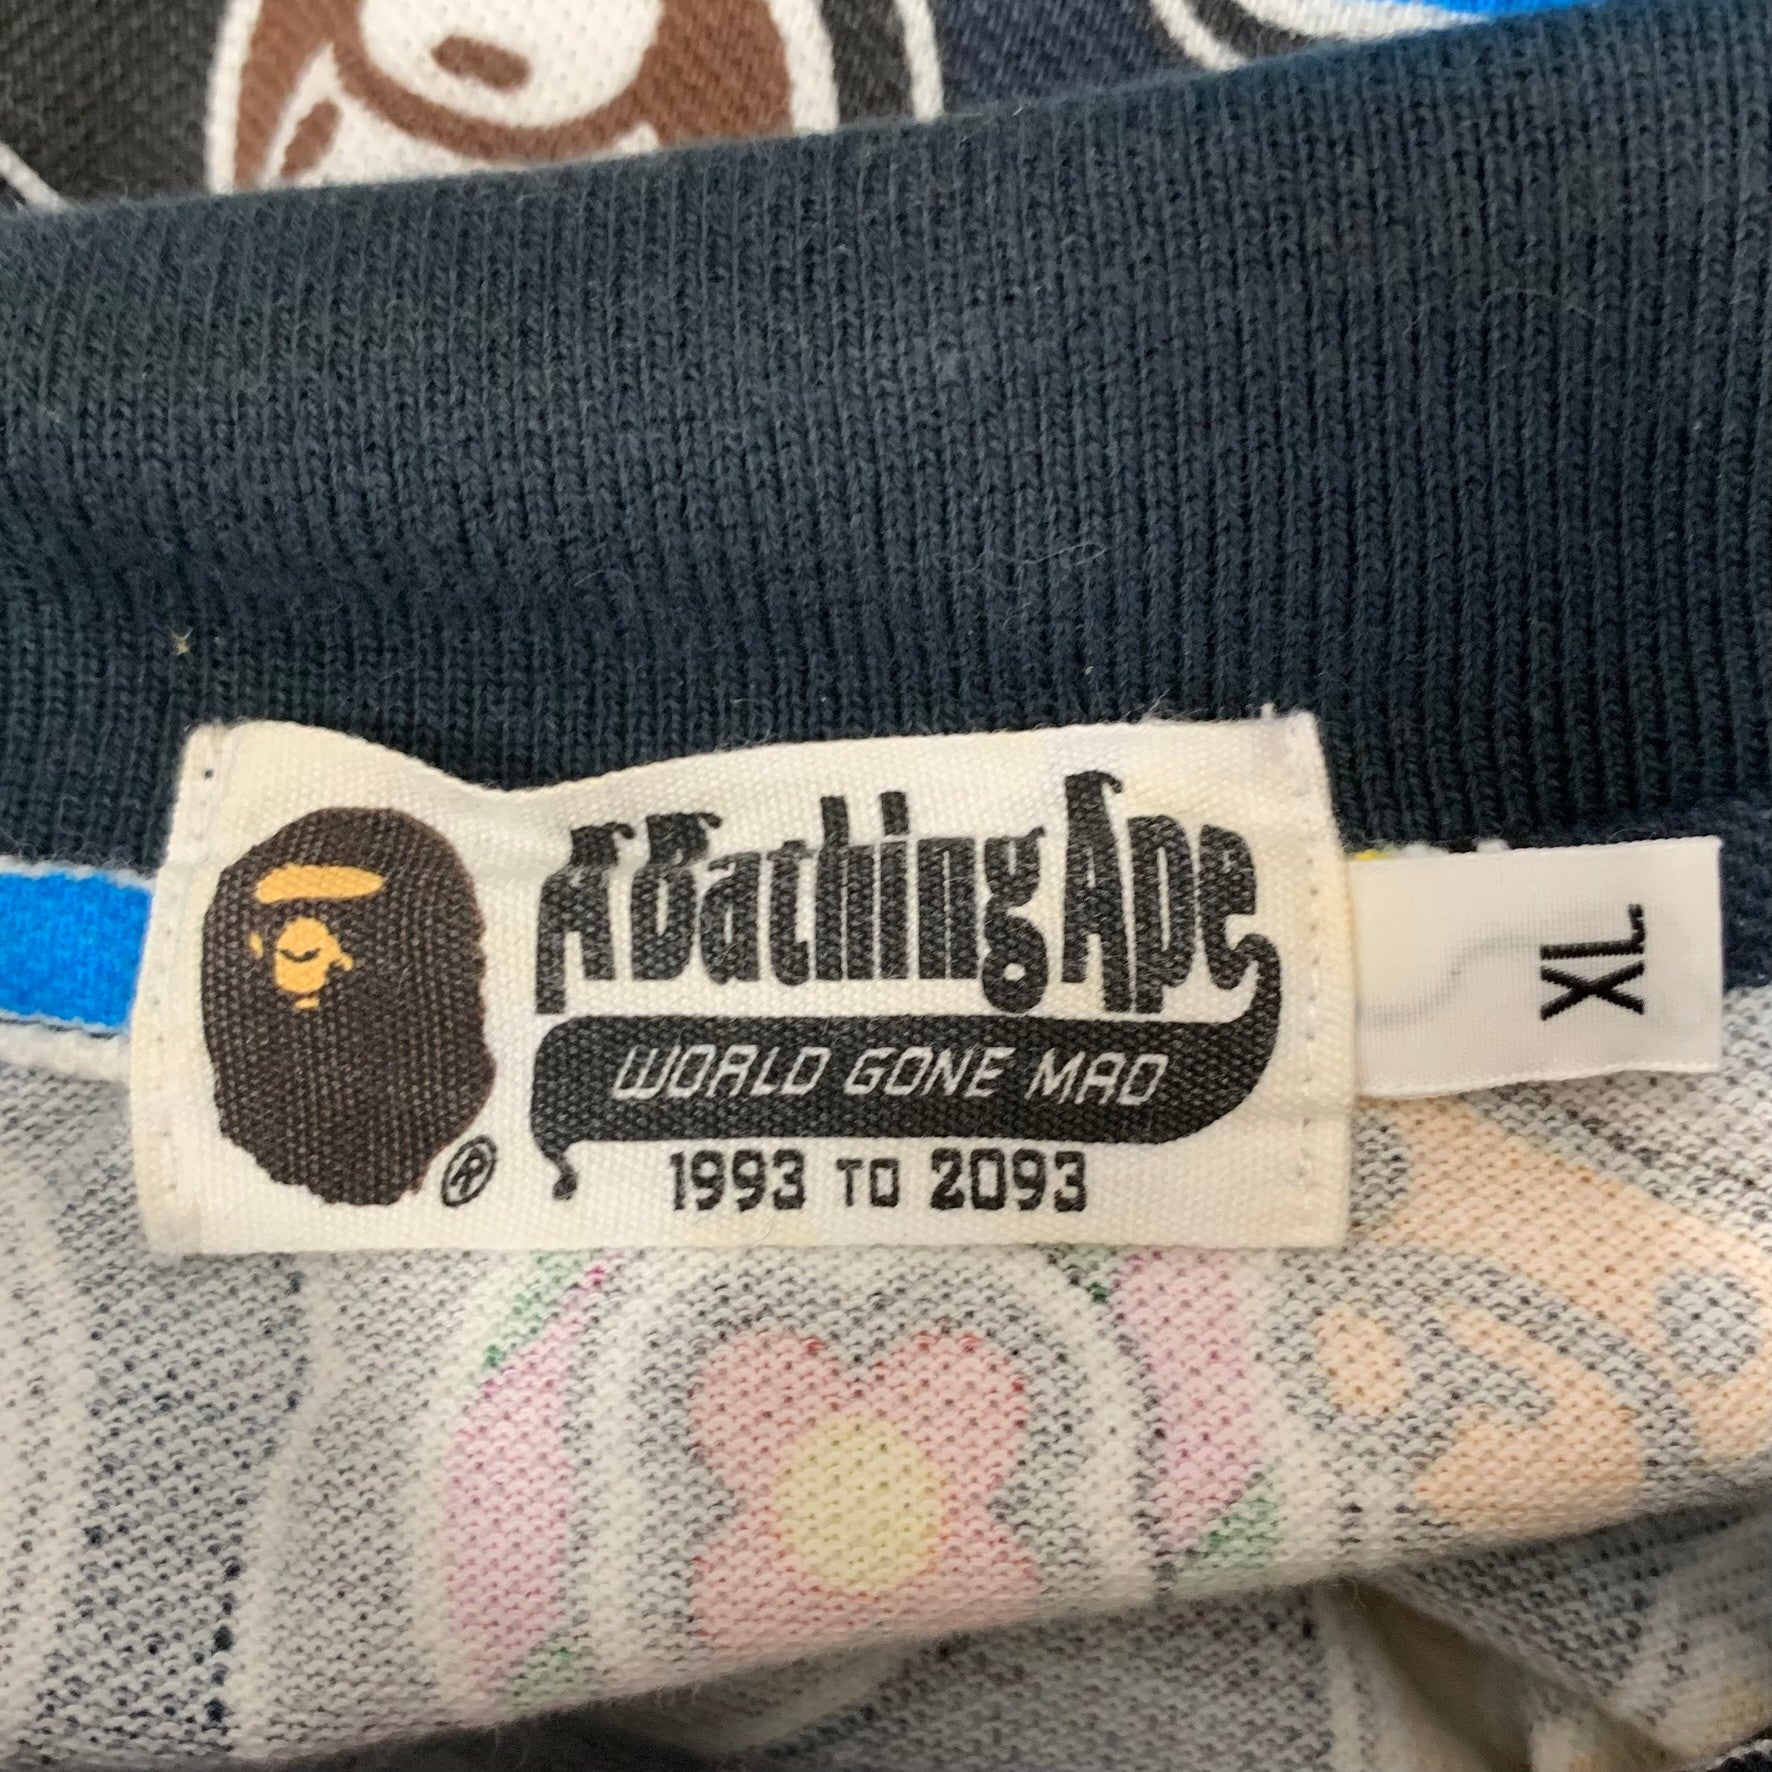 A Bathing Ape
WORLD GONE MAD
1993 TO 2093
®
XL